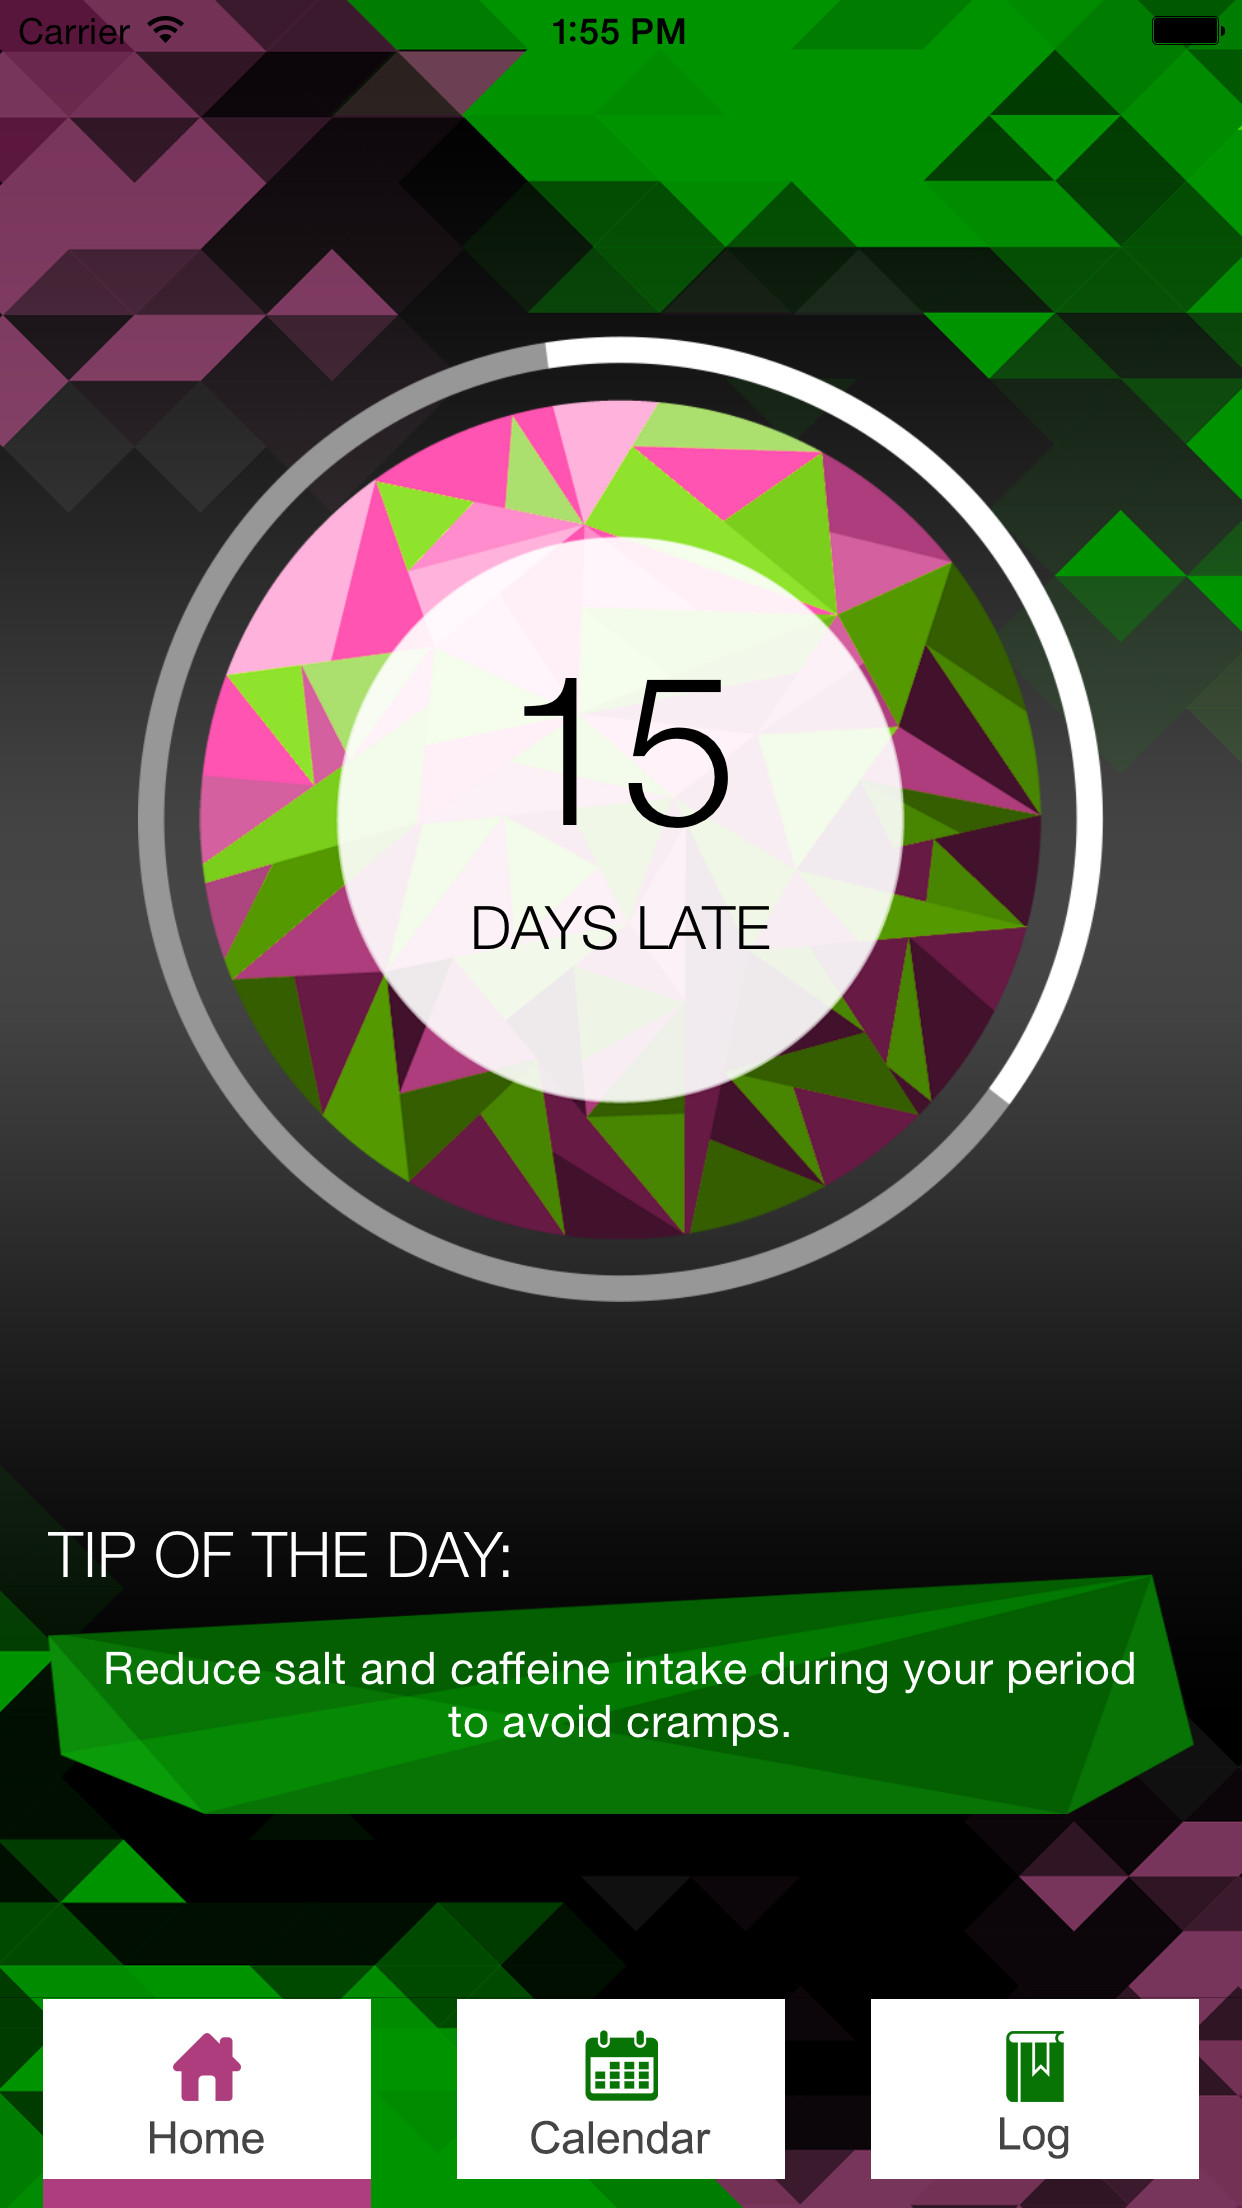 Carrier 1:55 PM
15
DAYS LATE
TIP OF THE DAY:
Reduce salt and caffeine intake during your period
to avoid cramps.
Home Calendar Log